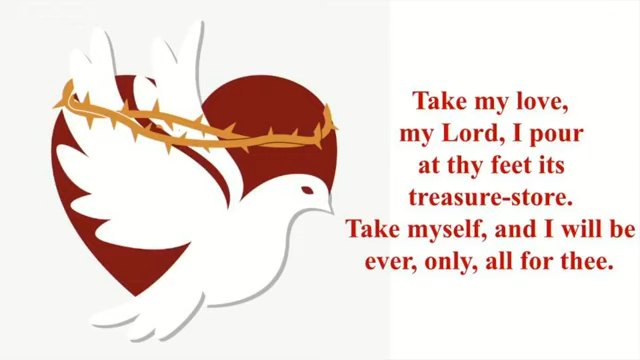 Take my love,
my Lord, I pour
at thy feet its
treasure-store.
Take myself, and I will be
ever, only, all for thee.